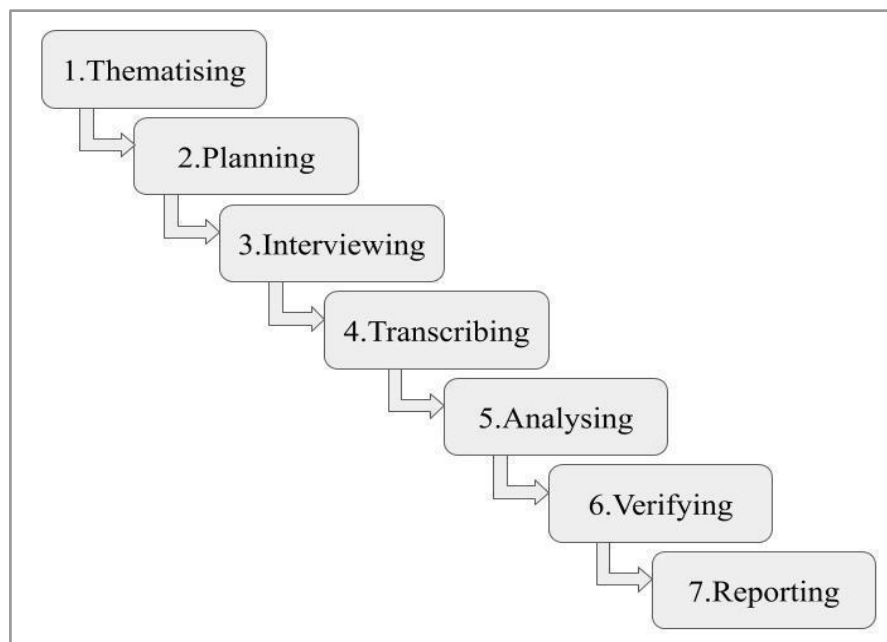 1.Thematising
2.Planning
3.Interviewing
4.Transcribing
5.Analysing
6.Verifying
7.Reporting